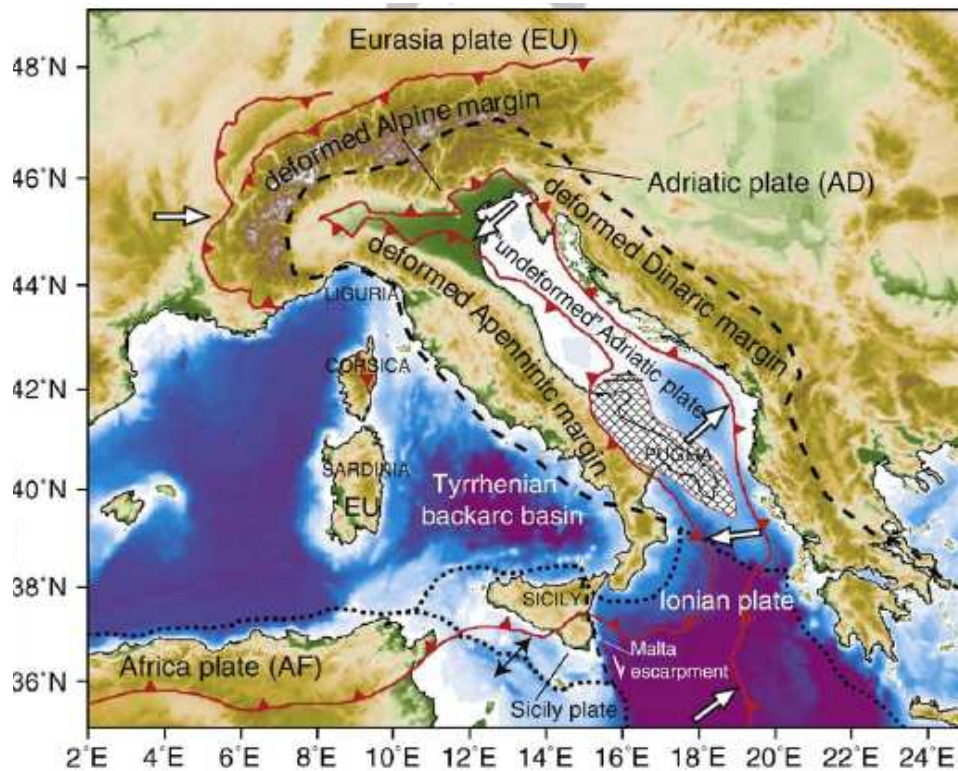 Eurasia plate (EU)
48°N
deformed Alpine margin
46°N
Adriatic plate (AD)
deformed Dinaric margin
"undeformed" Adriatic plate
deformed Apenninic margin
44°N
LIGURIA
CORSICA
42°N
PUGLIA
SARDINIA
40°N
EU
Tyrrhenian
backarc basin
38°N
SICILY
Ionian plate
Malta
escarpment
Africa plate (AF)
36°N
Sicily plate
2°E 4°E 6°E 8°E 10°E 12°E 14°E 16°E 18°E 20°E 22°E 24°E